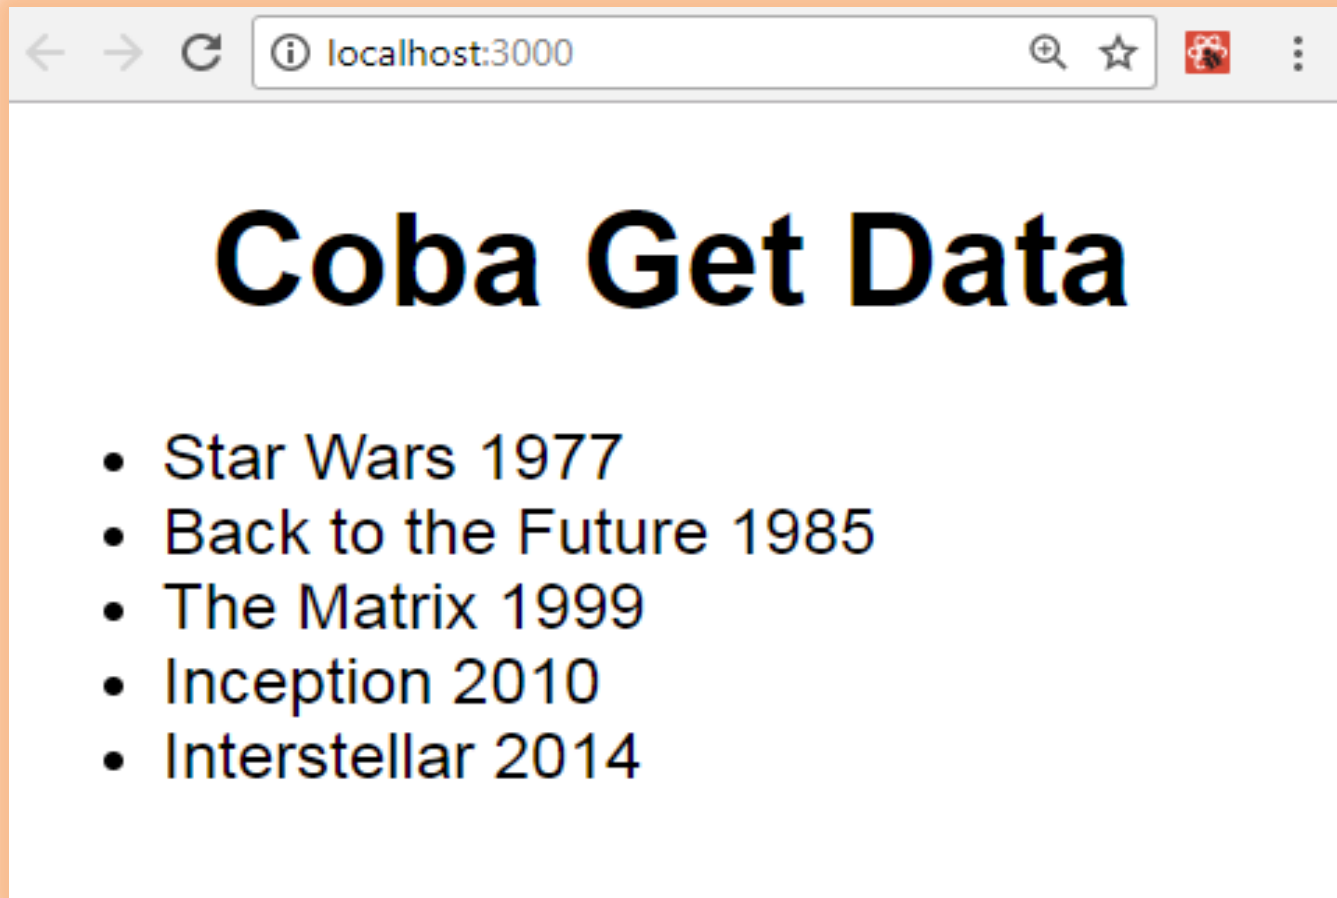 localhost:3000
Coba Get Data
Star Wars 1977
Back to the Future 1985
The Matrix 1999
Inception 2010
Interstellar 2014